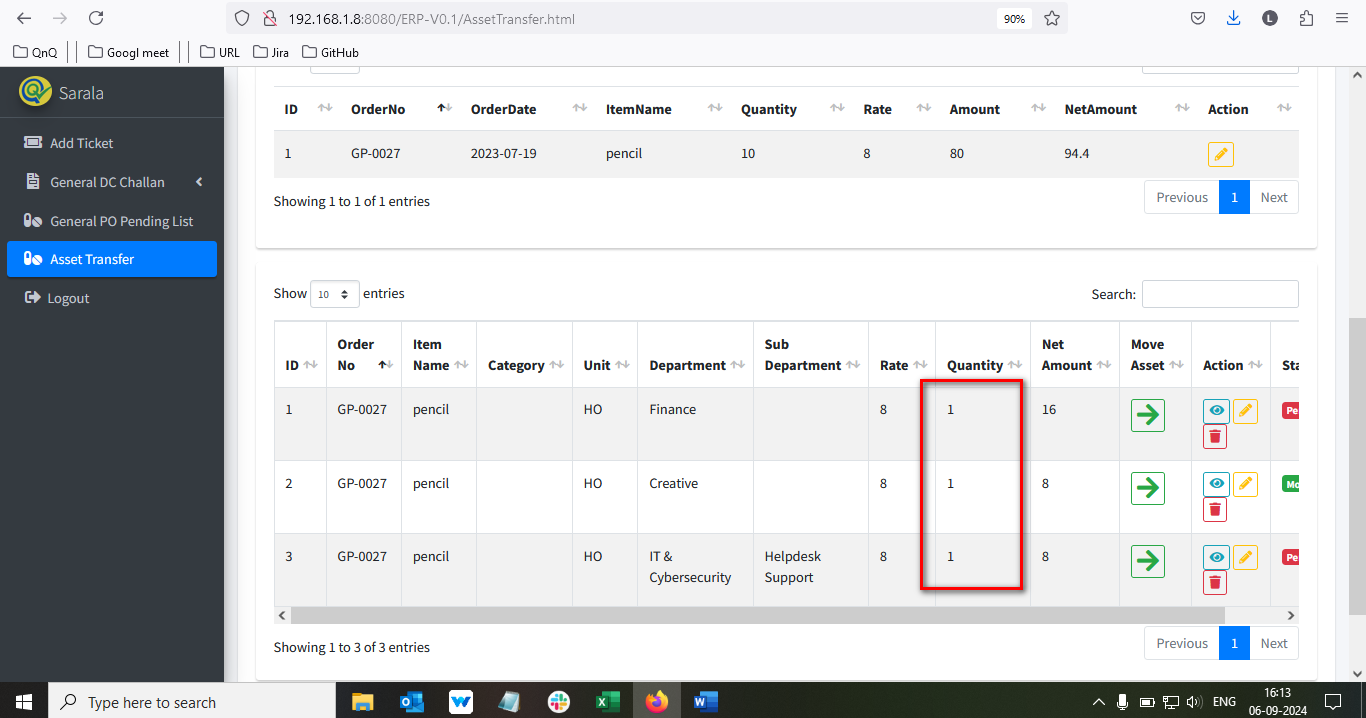 192.168.1.8:8080/ERP-V0.1/AssetTransfer.html
90%
L
QnQ
Googl meet
URL
Jira
GitHub
Sarala
Add Ticket
General DC Challan
General PO Pending List
Asset Transfer
Logout
ID OrderNo OrderDate ItemName Quantity Rate Amount NetAmount Action
1 GP-0027 2023-07-19 pencil 10 8 80 94.4
Showing 1 to 1 of 1 entries
Previous 1 Next
Show 10 entries
Search:
ID Order No Item Name Category Unit Department Sub Department Rate Quantity Net Amount Move Asset Action Sta
1 GP-0027 pencil HO Finance 8 1 16 Pe
2 GP-0027 pencil HO Creative 8 1 8 Mo
3 GP-0027 pencil HO IT & Cybersecurity Helpdesk Support 8 1 8 Pe
Showing 1 to 3 of 3 entries
Previous 1 Next
Type here to search
ENG
16:13
06-09-2024